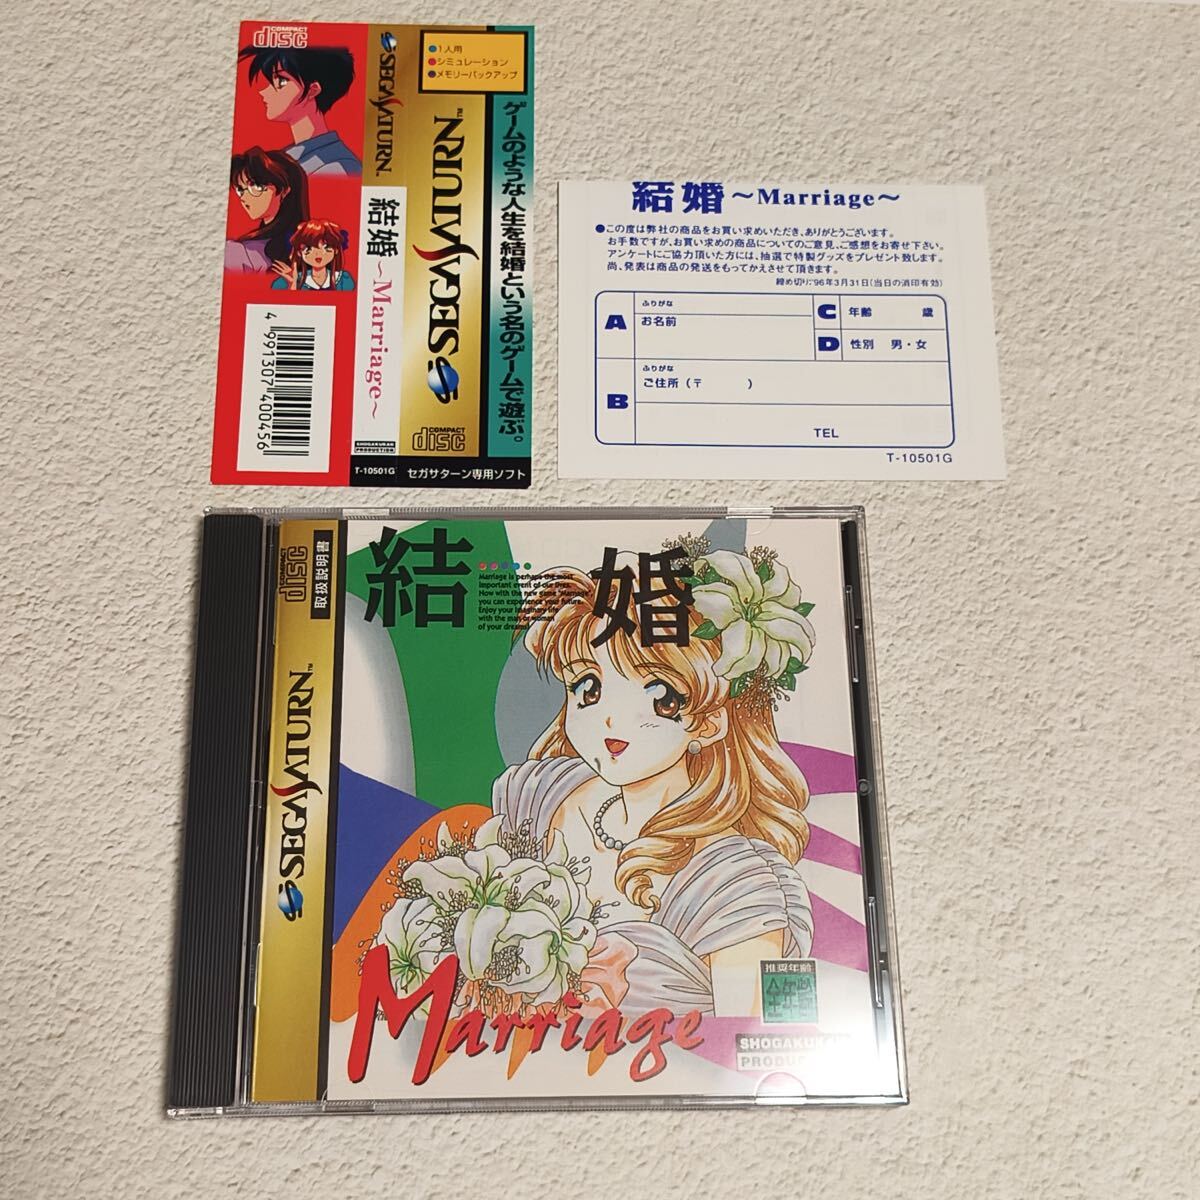 COMPACT
disc
SEGA SATURN™
結婚～Marriage～
SHOGAKUKAN
PRODUCTION
T-10501G
4991307400456
●1人用
●シミュレーション
●メモリーバックアップ
SEGA SATURN™
COMPACT
disc
セガサターン専用ソフト
ゲームのような人生を結婚という名のゲームで遊ぶ。
結婚～Marriage～
●この度は弊社の商品をお買い求めいただき、ありがとうございます。
お手数ですが、お買い求めの商品についてのご意見、ご感想をお寄せ下さい。
アンケートにご協力頂いた方には、抽選で特製グッズをプレゼント致します。
尚、発表は商品の発送をもってかえさせて頂きます。
締め切り:'96年3月31日(当日の消印有効)
A
ふりがな
お名前
C 年齢 歳
D 性別 男・女
B
ふりがな
ご住所(〒 )
TEL
T-10501G
COMPACT
disc
取扱説明書
SEGA SATURN™
結婚
Marriage is perhaps the most
important event of our lives.
Now with the new game "Marriage",
you can experience your future.
Enjoy your imaginary life
with the man or woman
of your dreams!
Marriage
推奨年齢
SHOGAKUKAN